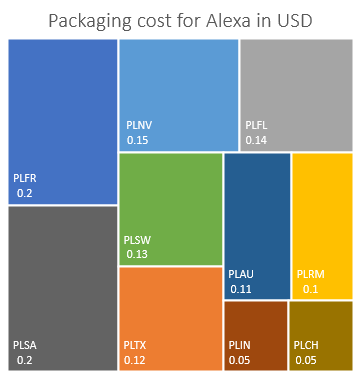 Packaging cost for Alexa in USD
PLFR
0.2
PLNV
0.15
PLFL
0.14
PLSW
0.13
PLAU
0.11
PLRM
0.1
PLSA
0.2
PLTX
0.12
PLIN
0.05
PLCH
0.05